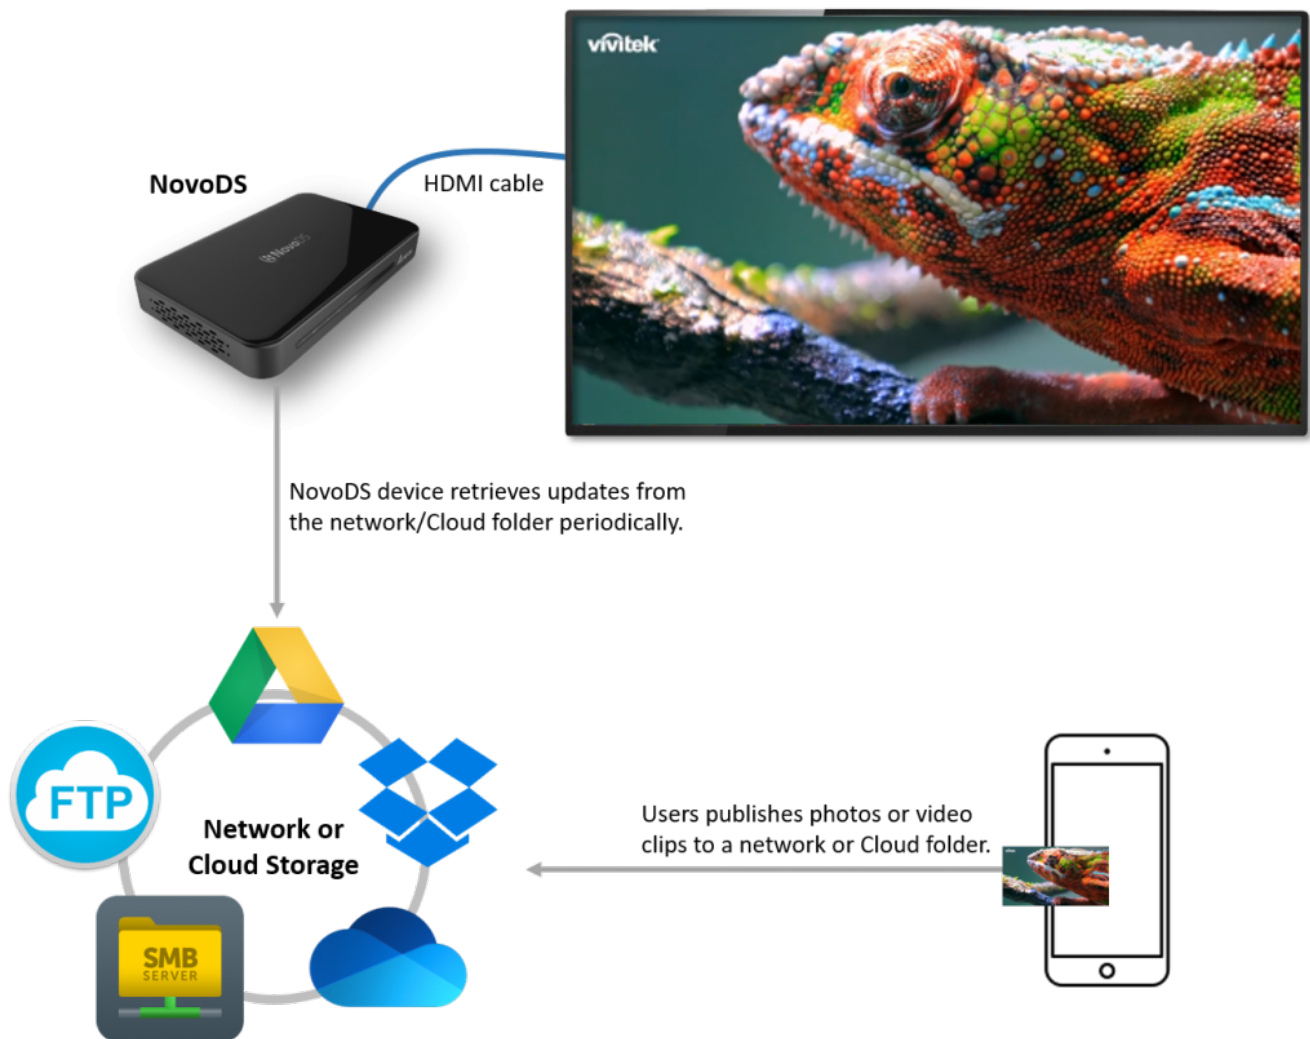 vivitek
NovoDS
HDMI cable
NovoDS
NovoDS device retrieves updates from
the network/Cloud folder periodically.
FTP
Network or
Cloud Storage
SMB
SERVER
Users publishes photos or video
clips to a network or Cloud folder.